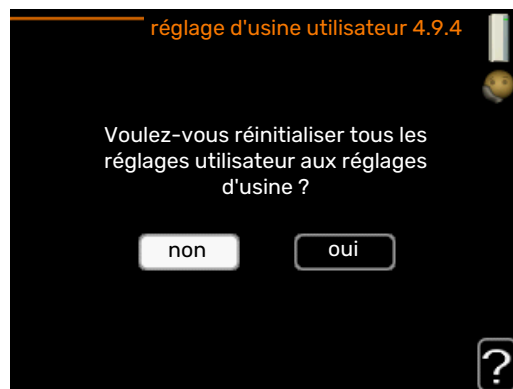 réglage d'usine utilisateur 4.9.4
Voulez-vous réinitialiser tous les
réglages utilisateur aux réglages
d'usine ?
non
oui
?